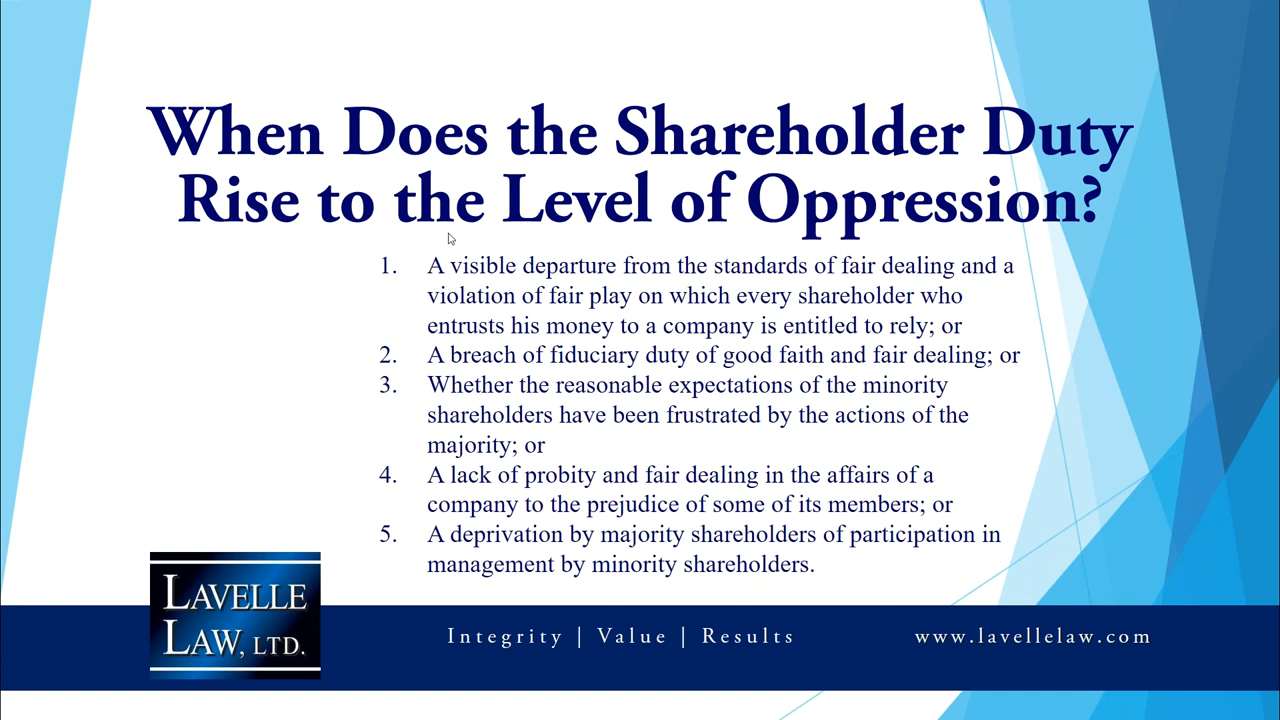 When Does the Shareholder Duty
Rise to the Level of Oppression?
1. A visible departure from the standards of fair dealing and a
violation of fair play on which every shareholder who
entrusts his money to a company is entitled to rely; or
2. A breach of fiduciary duty of good faith and fair dealing; or
3. Whether the reasonable expectations of the minority
shareholders have been frustrated by the actions of the
majority; or
4. A lack of probity and fair dealing in the affairs of a
company to the prejudice of some of its members; or
5. A deprivation by majority shareholders of participation in
management by minority shareholders.
LAVELLE
LAW, LTD.
Integrity | Value | Results
www.lavellelaw.com